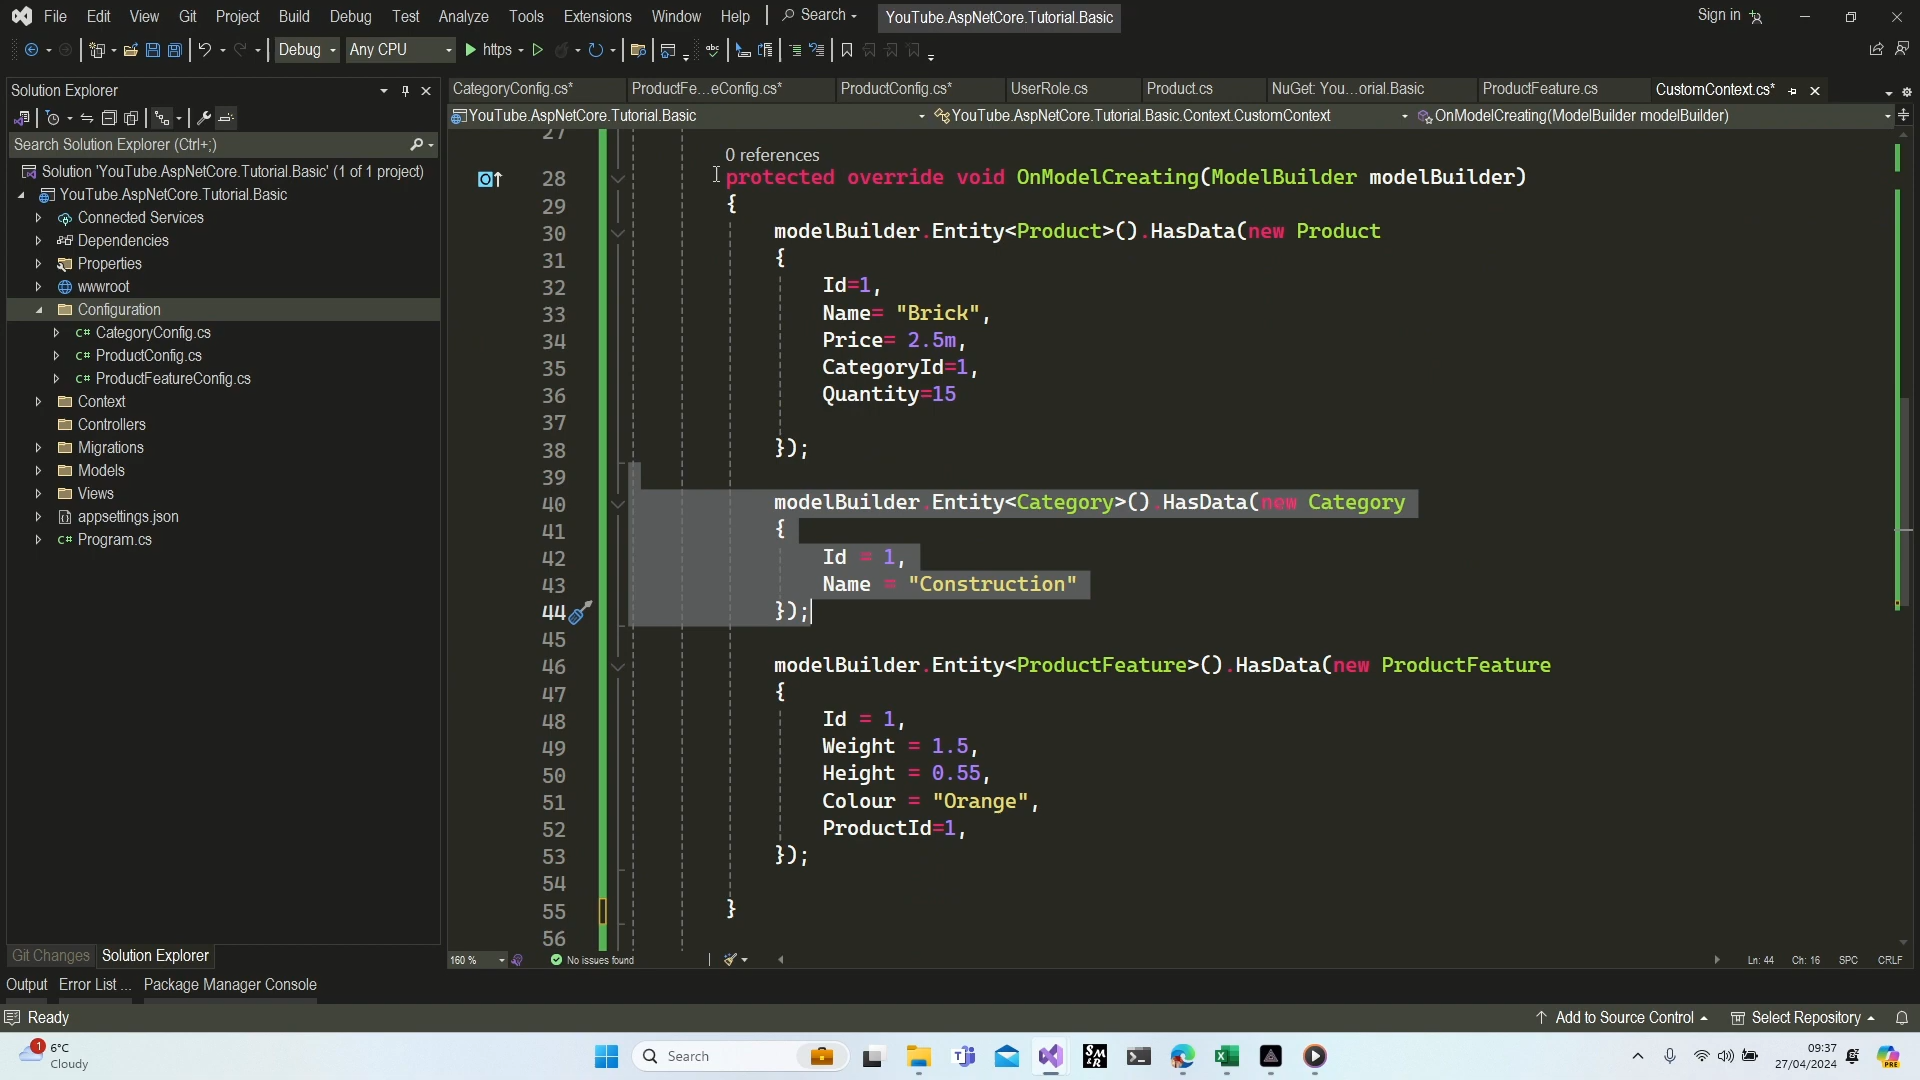 File Edit View Git Project Build Debug Test Analyze Tools Extensions Window Help Search YouTube.AspNetCore.Tutorial.Basic Sign in
Debug Any CPU https
Solution Explorer
CategoryConfig.cs* ProductFe...eConfig.cs* ProductConfig.cs* UserRole.cs Product.cs NuGet: You...orial.Basic ProductFeature.cs CustomContext.cs*
YouTube.AspNetCore.Tutorial.Basic YouTube.AspNetCore.Tutorial.Basic.Context.CustomContext OnModelCreating(ModelBuilder modelBuilder)
Search Solution Explorer (Ctrl+;)
Solution 'YouTube.AspNetCore.Tutorial.Basic' (1 of 1 project)
YouTube.AspNetCore.Tutorial.Basic
Connected Services
Dependencies
Properties
wwwroot
Configuration
CategoryConfig.cs
ProductConfig.cs
ProductFeatureConfig.cs
Context
Controllers
Migrations
Models
Views
appsettings.json
Program.cs
27
0 references
28 protected override void OnModelCreating(ModelBuilder modelBuilder)
29 {
30 modelBuilder.Entity<Product>().HasData(new Product
31 {
32 Id=1,
33 Name= "Brick",
34 Price= 2.5m,
35 CategoryId=1,
36 Quantity=15
37
38 });
39
40 modelBuilder.Entity<Category>().HasData(new Category
41 {
42 Id = 1,
43 Name = "Construction"
44 });
45
46 modelBuilder.Entity<ProductFeature>().HasData(new ProductFeature
47 {
48 Id = 1,
49 Weight = 1.5,
50 Height = 0.55,
51 Colour = "Orange",
52 ProductId=1,
53 });
54
55 }
56
Git Changes Solution Explorer
160 % No issues found Ln: 44 Ch: 16 SPC CRLF
Output Error List ... Package Manager Console
Ready Add to Source Control Select Repository
1 6°C
Cloudy
Search
09:37
27/04/2024
PRE